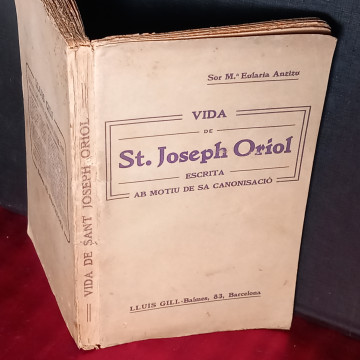 Sor M.ª Eularia Anzizu
VIDA
DE
St. Joseph Oriol
ESCRITA
AB MOTIU DE SA CANONISACIÓ
LLUIS GILI-Balmes, 83, Barcelona
VIDA DE SANT JOSEPH ORIOL